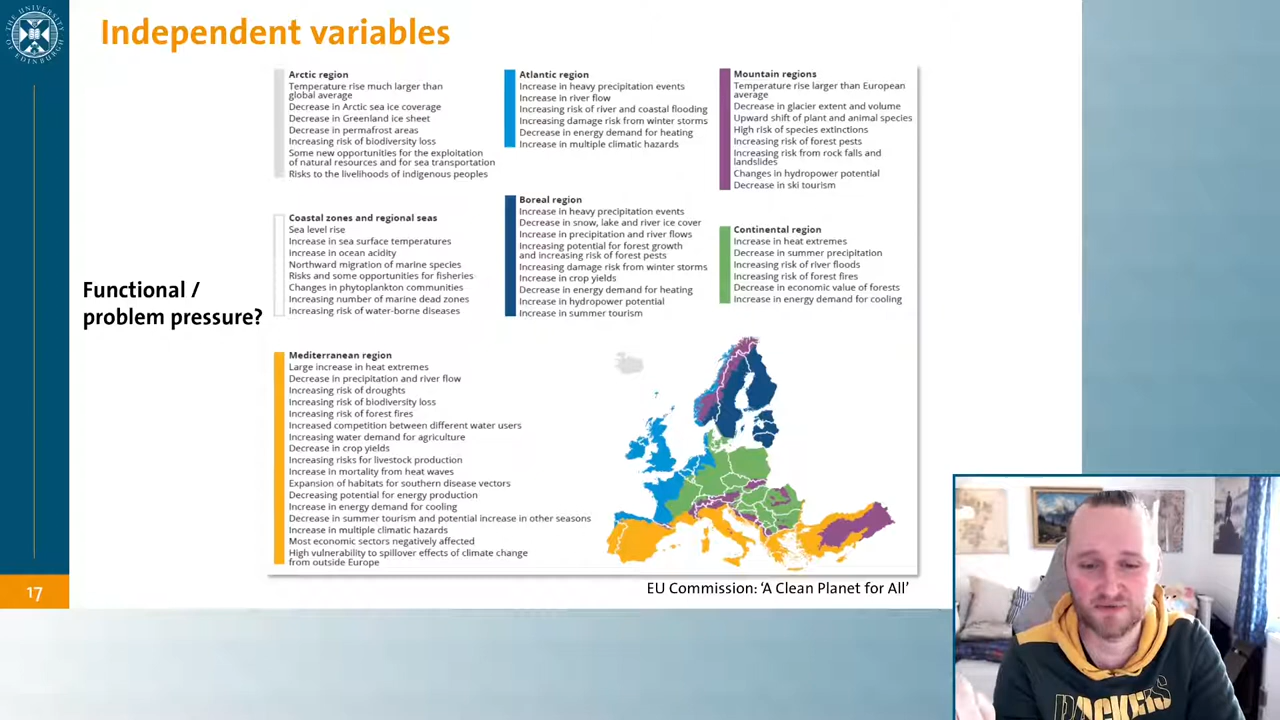 THE UNIVERSITY OF EDINBURGH
Independent variables
Functional /
problem pressure?
Arctic region
Temperature rise much larger than
global average
Decrease in Arctic sea ice coverage
Decrease in Greenland ice sheet
Decrease in permafrost areas
Increasing risk of biodiversity loss
Some new opportunities for the exploitation
of natural resources and for sea transportation
Risks to the livelihoods of indigenous peoples
Coastal zones and regional seas
Sea level rise
Increase in sea surface temperatures
Increase in ocean acidity
Northward migration of marine species
Risks and some opportunities for fisheries
Changes in phytoplankton communities
Increasing number of marine dead zones
Increasing risk of water-borne diseases
Mediterranean region
Large increase in heat extremes
Decrease in precipitation and river flow
Increasing risk of droughts
Increasing risk of biodiversity loss
Increasing risk of forest fires
Increased competition between different water users
Increasing water demand for agriculture
Decrease in crop yields
Increasing risks for livestock production
Increase in mortality from heat waves
Expansion of habitats for southern disease vectors
Decreasing potential for energy production
Increase in energy demand for cooling
Decrease in summer tourism and potential increase in other seasons
Increase in multiple climatic hazards
Most economic sectors negatively affected
High vulnerability to spillover effects of climate change
from outside Europe
Atlantic region
Increase in heavy precipitation events
Increase in river flow
Increasing risk of river and coastal flooding
Increasing damage risk from winter storms
Decrease in energy demand for heating
Increase in multiple climatic hazards
Boreal region
Increase in heavy precipitation events
Decrease in snow, lake and river ice cover
Increase in precipitation and river flows
Increasing potential for forest growth
and increasing risk of forest pests
Increasing damage risk from winter storms
Increase in crop yields
Decrease in energy demand for heating
Increase in hydropower potential
Increase in summer tourism
Mountain regions
Temperature rise larger than European
average
Decrease in glacier extent and volume
Upward shift of plant and animal species
High risk of species extinctions
Increasing risk of forest pests
Increasing risk from rock falls and
landslides
Changes in hydropower potential
Decrease in ski tourism
Continental region
Increase in heat extremes
Decrease in summer precipitation
Increasing risk of river floods
Increasing risk of forest fires
Decrease in economic value of forests
Increase in energy demand for cooling
EU Commission: ‘A Clean Planet for All’
17
PACKERS